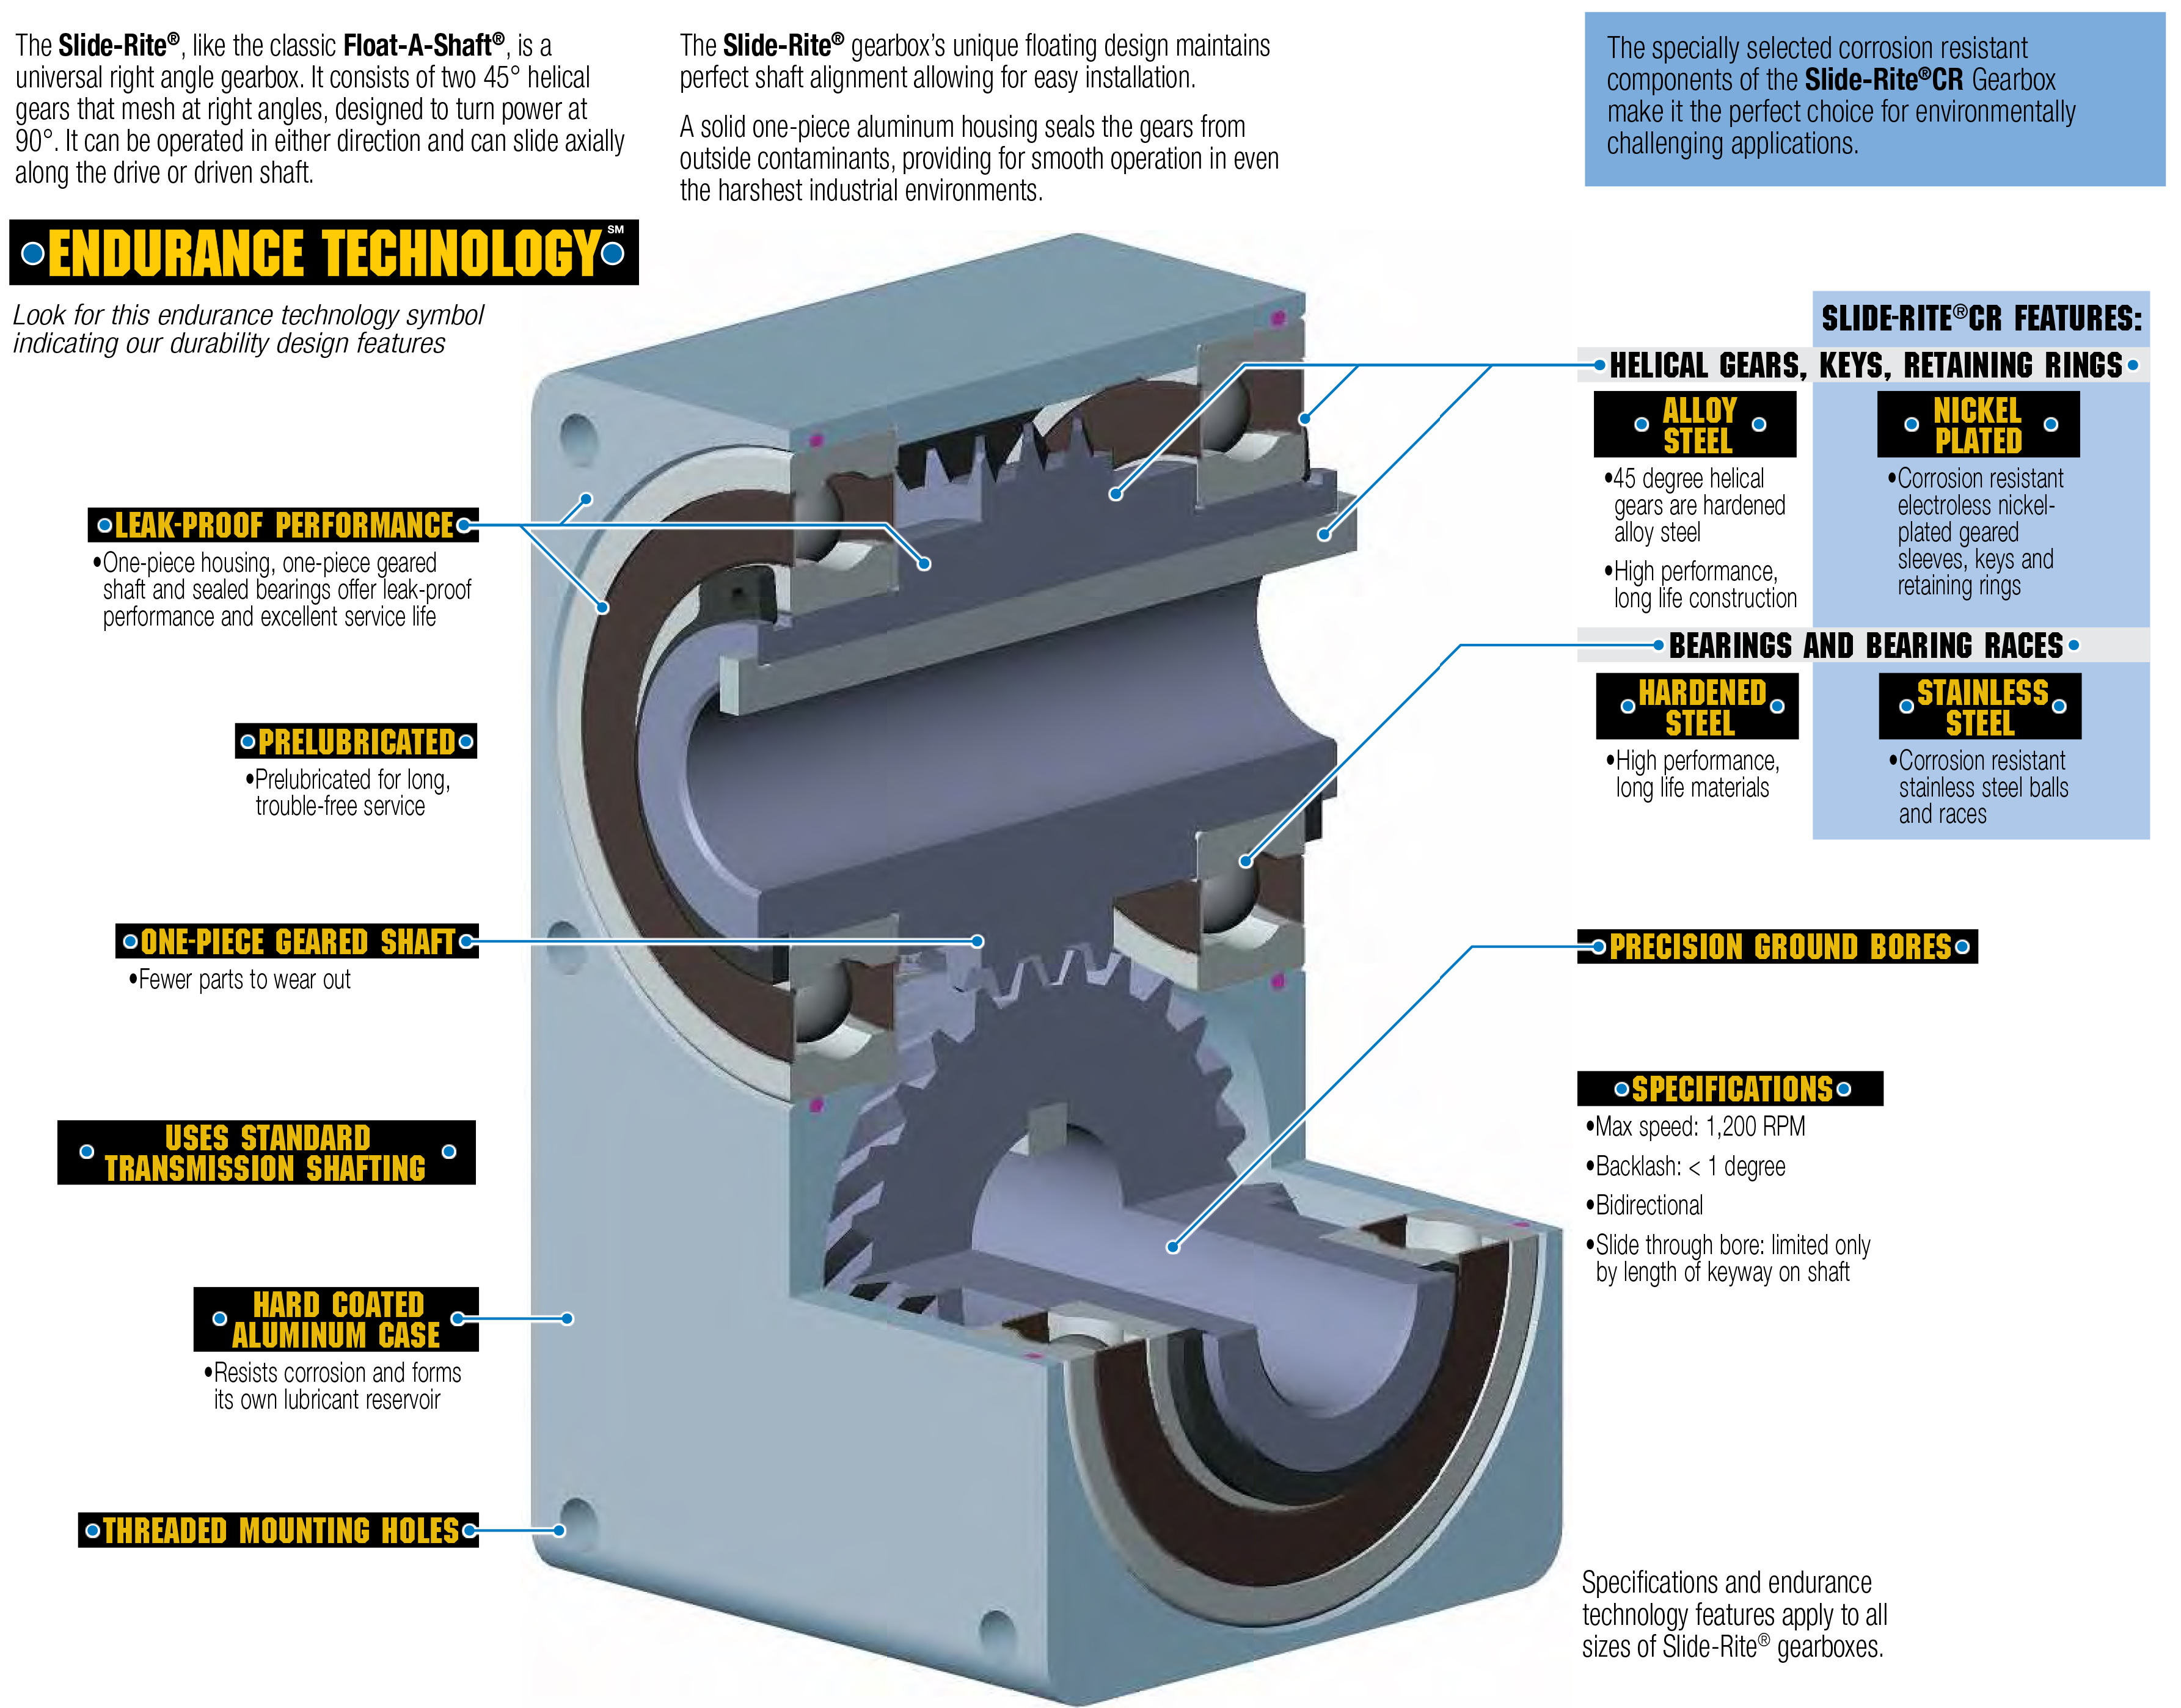 The Slide-Rite®, like the classic Float-A-Shaft®, is a
universal right angle gearbox. It consists of two 45° helical
gears that mesh at right angles, designed to turn power at
90°. It can be operated in either direction and can slide axially
along the drive or driven shaft.
The Slide-Rite® gearbox's unique floating design maintains
perfect shaft alignment allowing for easy installation.
A solid one-piece aluminum housing seals the gears from
outside contaminants, providing for smooth operation in even
the harshest industrial environments.
The specially selected corrosion resistant
components of the Slide-Rite®CR Gearbox
make it the perfect choice for environmentally
challenging applications.
ENDURANCE TECHNOLOGY℠
Look for this endurance technology symbol
indicating our durability design features
LEAK-PROOF PERFORMANCE
•One-piece housing, one-piece geared
shaft and sealed bearings offer leak-proof
performance and excellent service life
PRELUBRICATED
•Prelubricated for long,
trouble-free service
ONE-PIECE GEARED SHAFT
•Fewer parts to wear out
USES STANDARD
TRANSMISSION SHAFTING
HARD COATED
ALUMINUM CASE
•Resists corrosion and forms
its own lubricant reservoir
THREADED MOUNTING HOLES
SLIDE-RITE®CR FEATURES:
HELICAL GEARS, KEYS, RETAINING RINGS
ALLOY
STEEL
•45 degree helical
gears are hardened
alloy steel
•High performance,
long life construction
NICKEL
PLATED
•Corrosion resistant
electroless nickel-
plated geared
sleeves, keys and
retaining rings
BEARINGS AND BEARING RACES
HARDENED
STEEL
•High performance,
long life materials
STAINLESS
STEEL
•Corrosion resistant
stainless steel balls
and races
PRECISION GROUND BORES
SPECIFICATIONS
•Max speed: 1,200 RPM
•Backlash: < 1 degree
•Bidirectional
•Slide through bore: limited only
by length of keyway on shaft
Specifications and endurance
technology features apply to all
sizes of Slide-Rite® gearboxes.